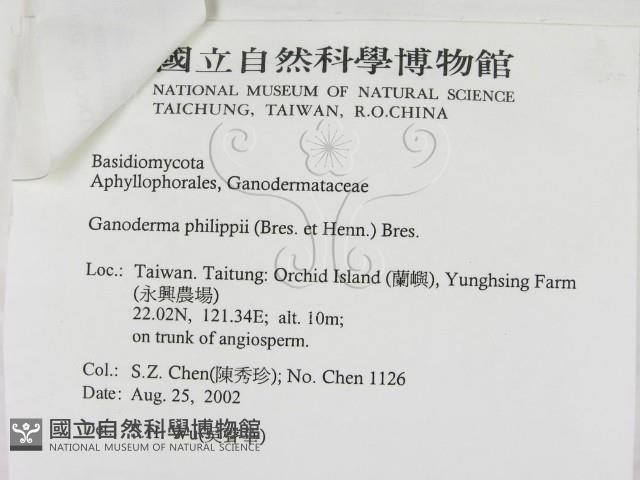 國立自然科學博物館
NATIONAL MUSEUM OF NATURAL SCIENCE
TAICHUNG, TAIWAN, R.O.CHINA
Basidiomycota
Aphyllophorales, Ganodermataceae
Ganoderma philippii (Bres. et Henn.) Bres.
Loc.: Taiwan. Taitung: Orchid Island (蘭嶼), Yunghsing Farm
(永興農場)
22.02N, 121.34E; alt. 10m;
on trunk of angiosperm.
Col.: S.Z. Chen(陳秀珍); No. Chen 1126
Date: Aug. 25, 2002
國立自然科學博物館
NATIONAL MUSEUM OF NATURAL SCIENCE